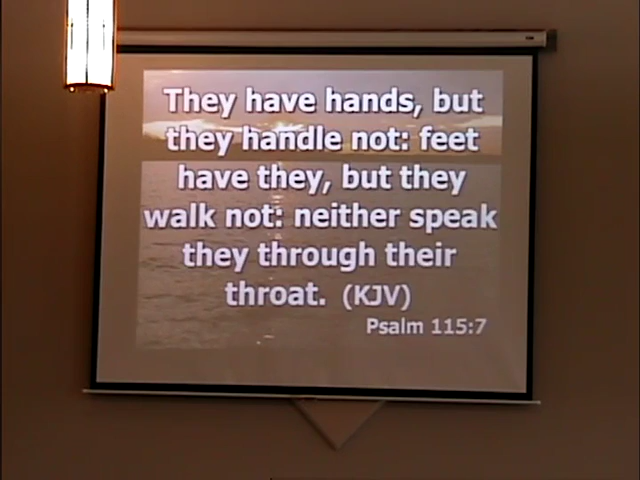 They have hands, but
they handle not: feet
have they, but they
walk not: neither speak
they through their
throat. (KJV)
Psalm 115:7